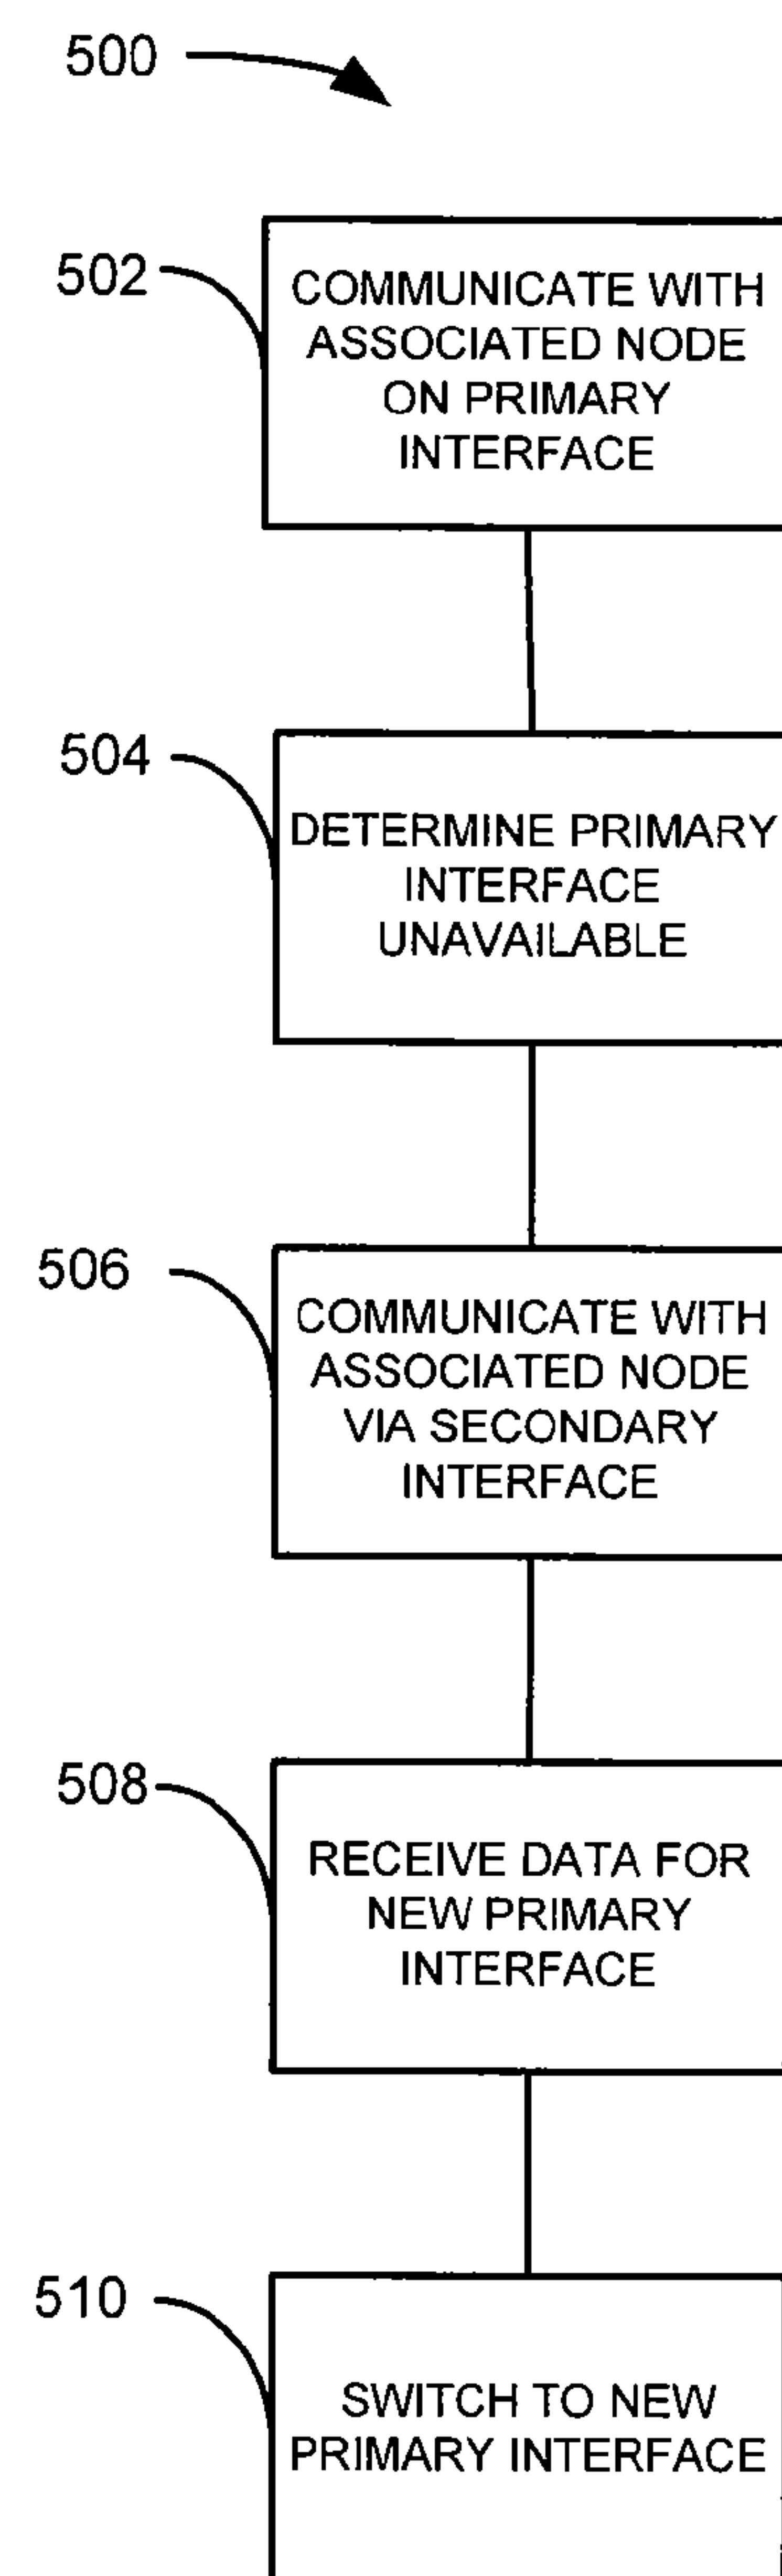 500
502
COMMUNICATE WITH
ASSOCIATED NODE
ON PRIMARY
INTERFACE
504
DETERMINE PRIMARY
INTERFACE
UNAVAILABLE
506
COMMUNICATE WITH
ASSOCIATED NODE
VIA SECONDARY
INTERFACE
508
RECEIVE DATA FOR
NEW PRIMARY
INTERFACE
510
SWITCH TO NEW
PRIMARY INTERFACE